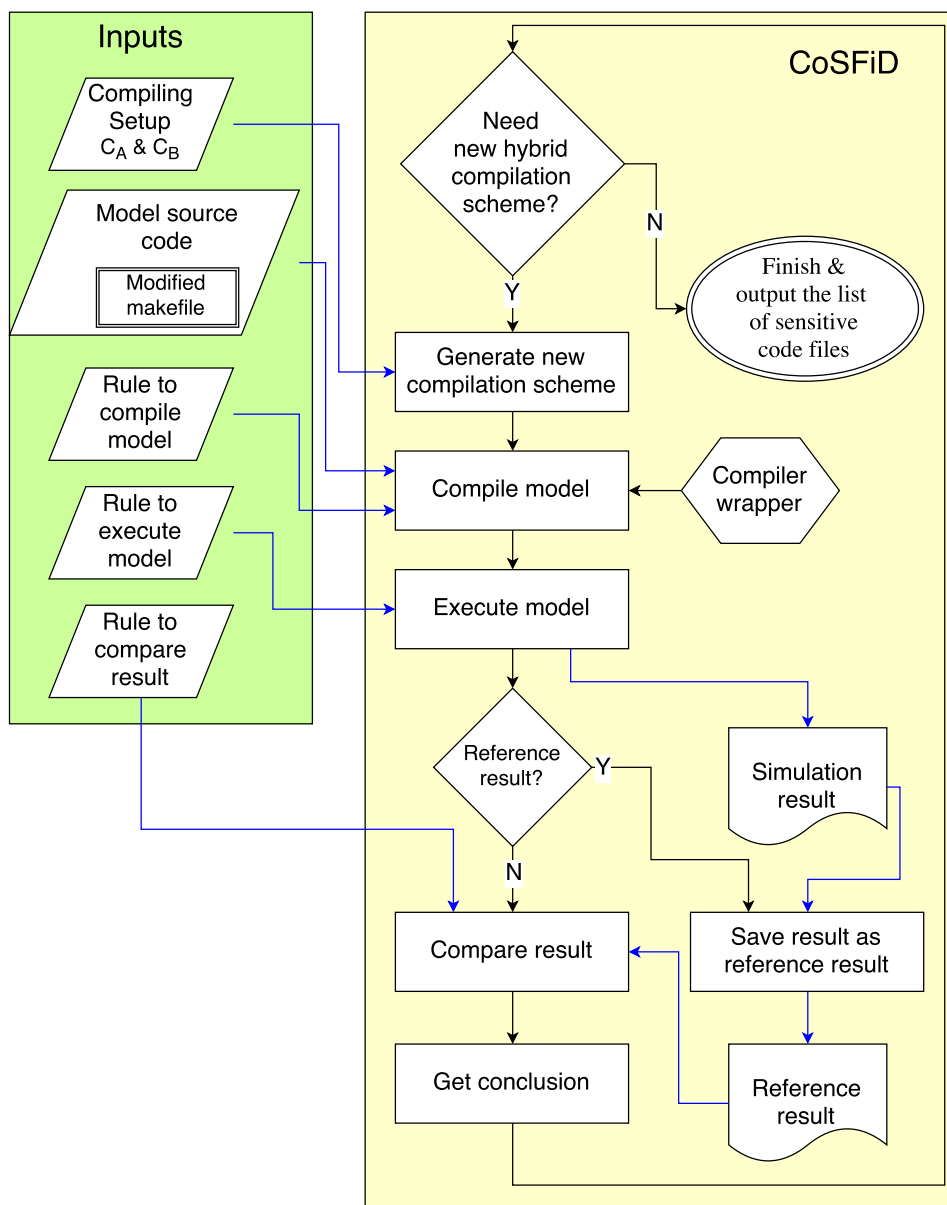 Inputs
Compiling
Setup
C_A & C_B
Model source
code
Modified
makefile
Rule to
compile
model
Rule to
execute
model
Rule to
compare
result
CoSFiD
Need
new hybrid
compilation
scheme?
N
Y
Finish &
output the list
of sensitive
code files
Generate new
compilation scheme
Compile model
Compiler
wrapper
Execute model
Reference
result?
Y
N
Simulation
result
Compare result
Save result as
reference result
Get conclusion
Reference
result